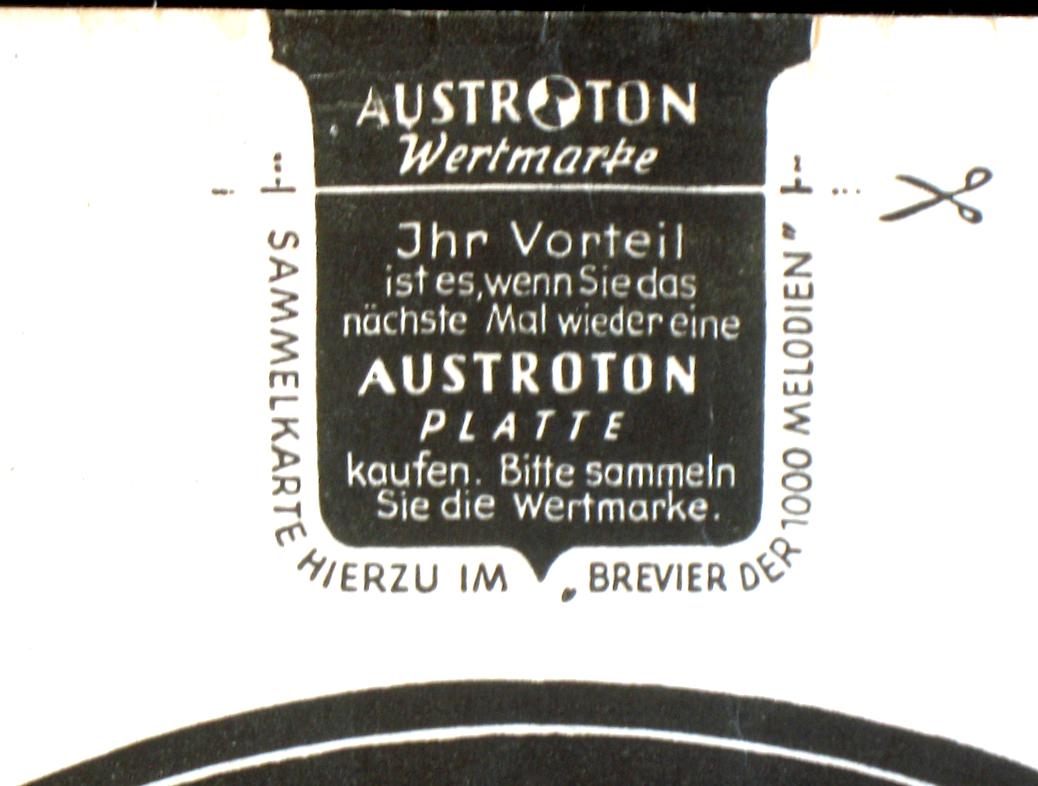 AUSTROTON
Wertmarke
Ihr Vorteil
ist es, wenn Sie das
nächste Mal wieder eine
AUSTROTON
PLATTE
kaufen. Bitte sammeln
Sie die Wertmarke.
SAMMELKARTE HIERZU IM „BREVIER DER 1000 MELODIEN"